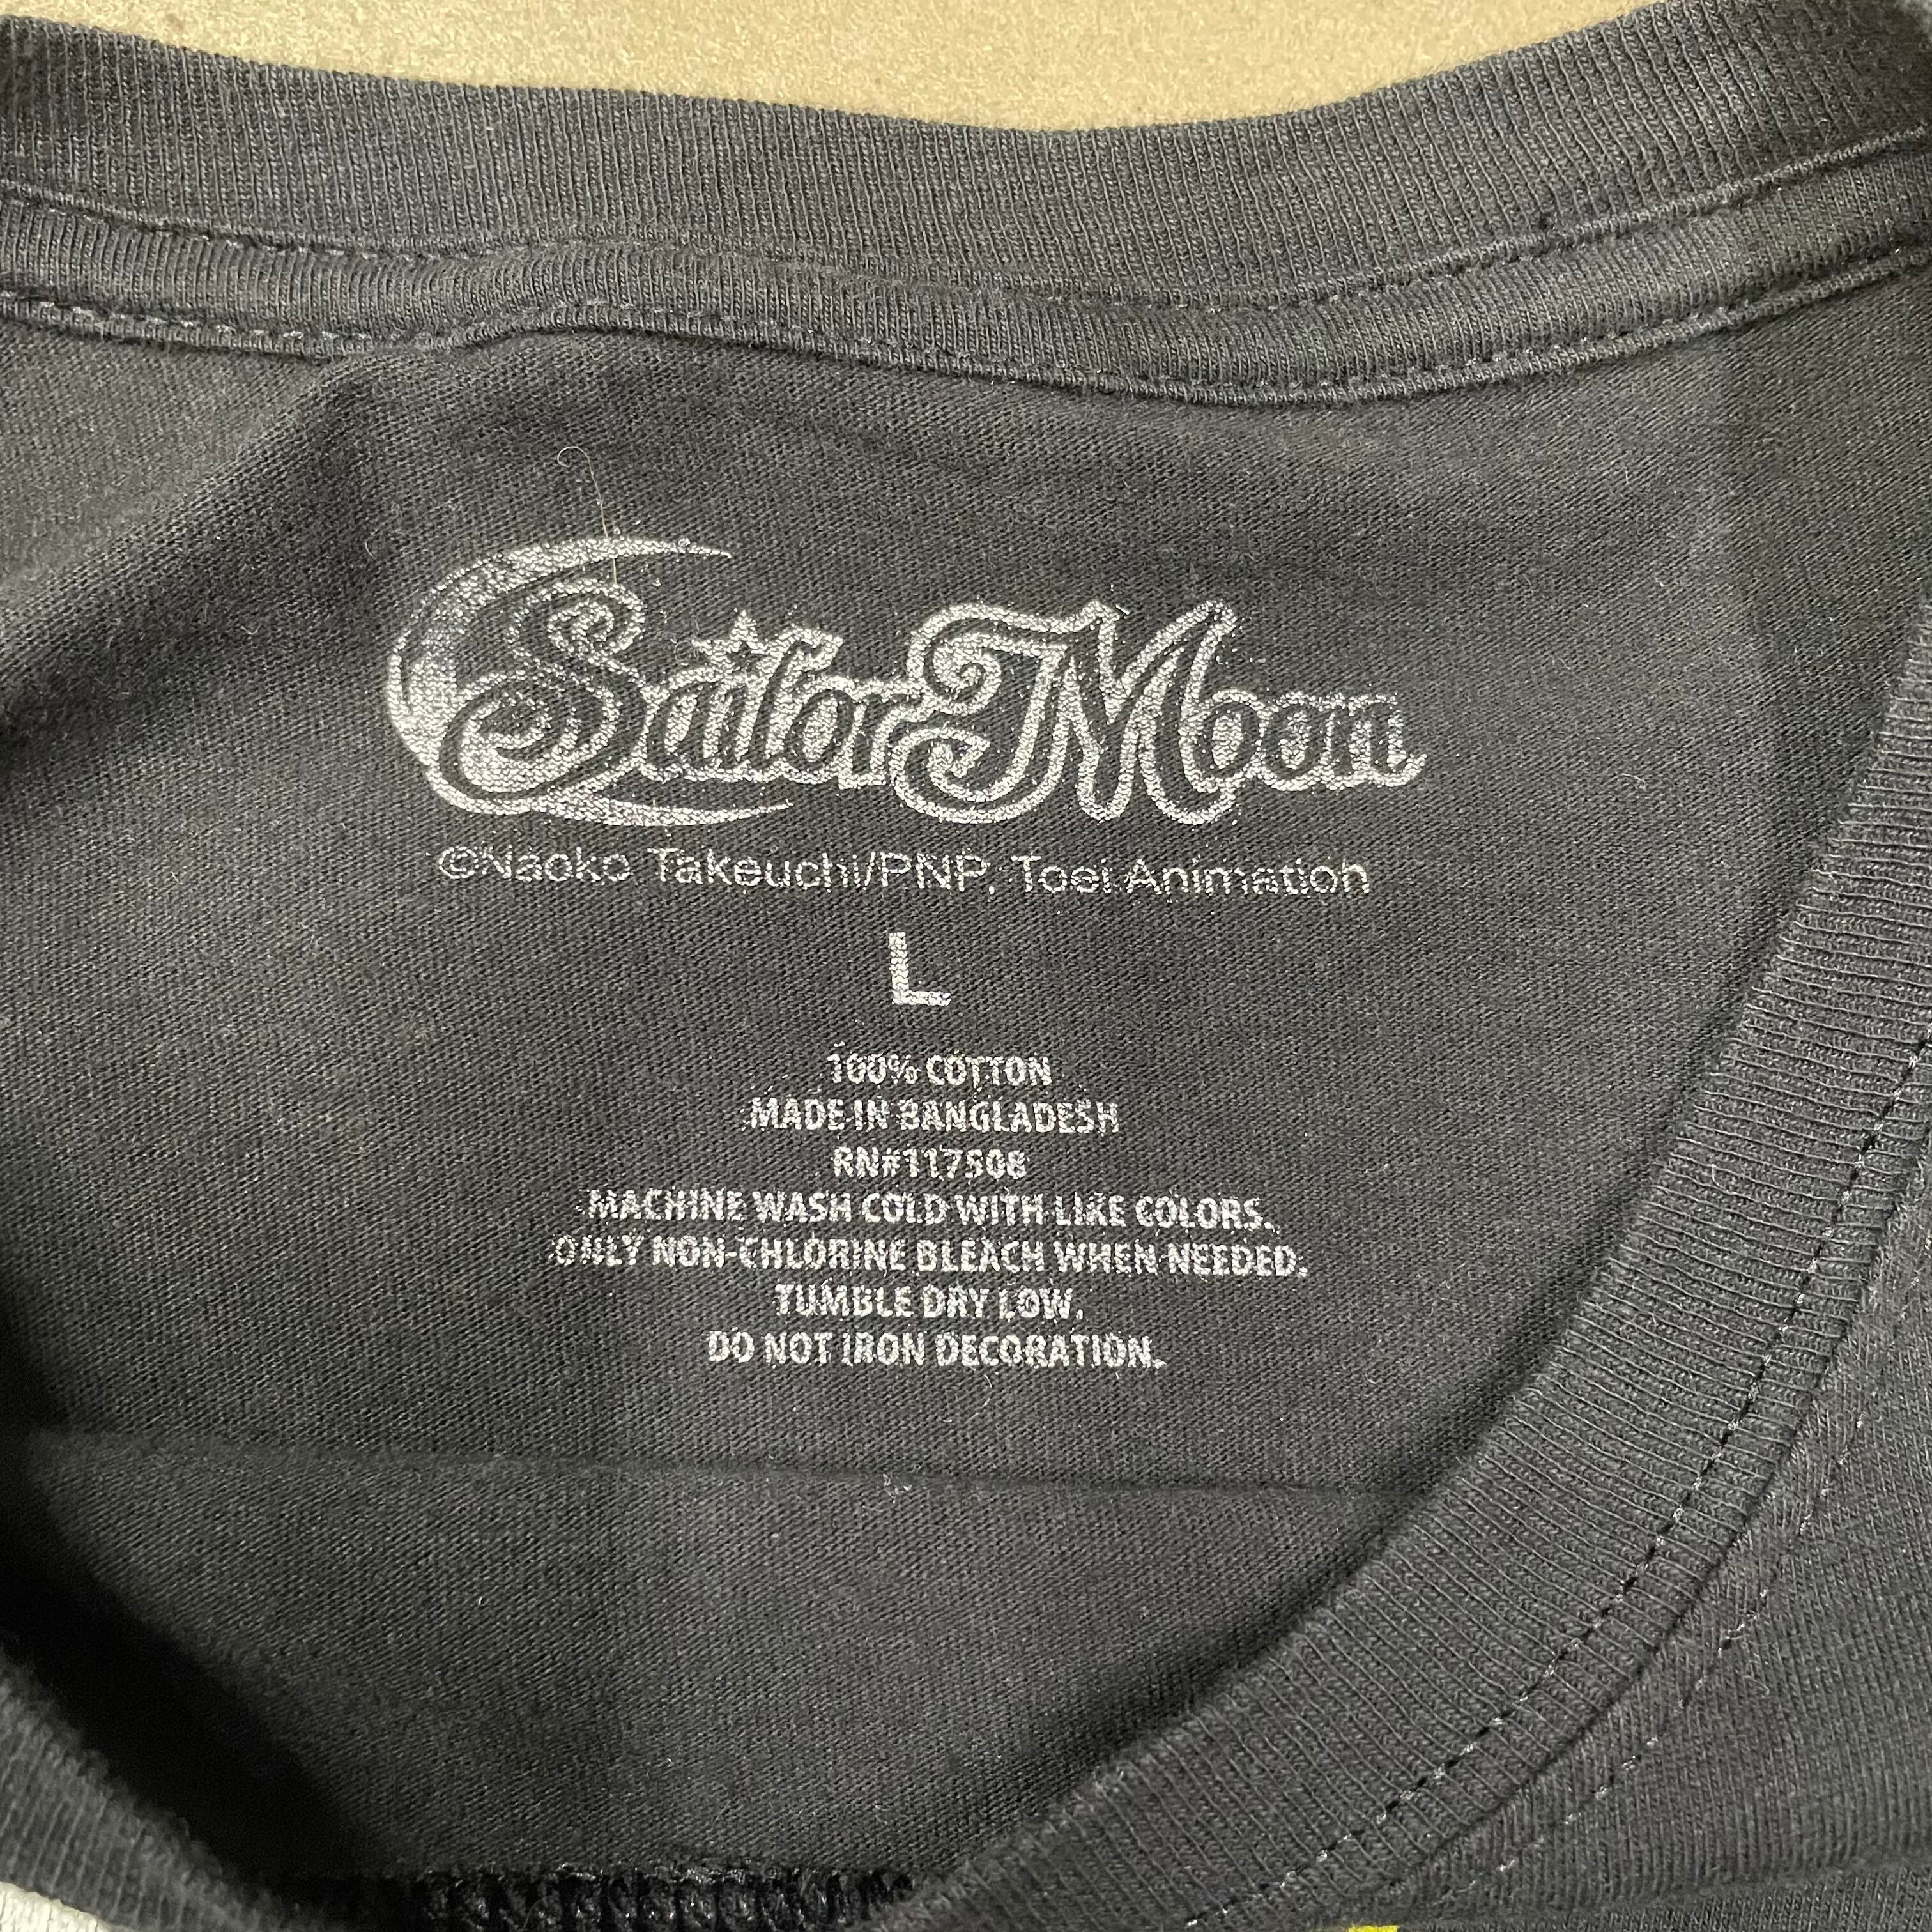 Sailor Moon
©Naoko Takeuchi/PNP, Toei Animation
L
100% COTTON
MADE IN BANGLADESH
RN#117508
MACHINE WASH COLD WITH LIKE COLORS.
ONLY NON-CHLORINE BLEACH WHEN NEEDED.
TUMBLE DRY LOW.
DO NOT IRON DECORATION.